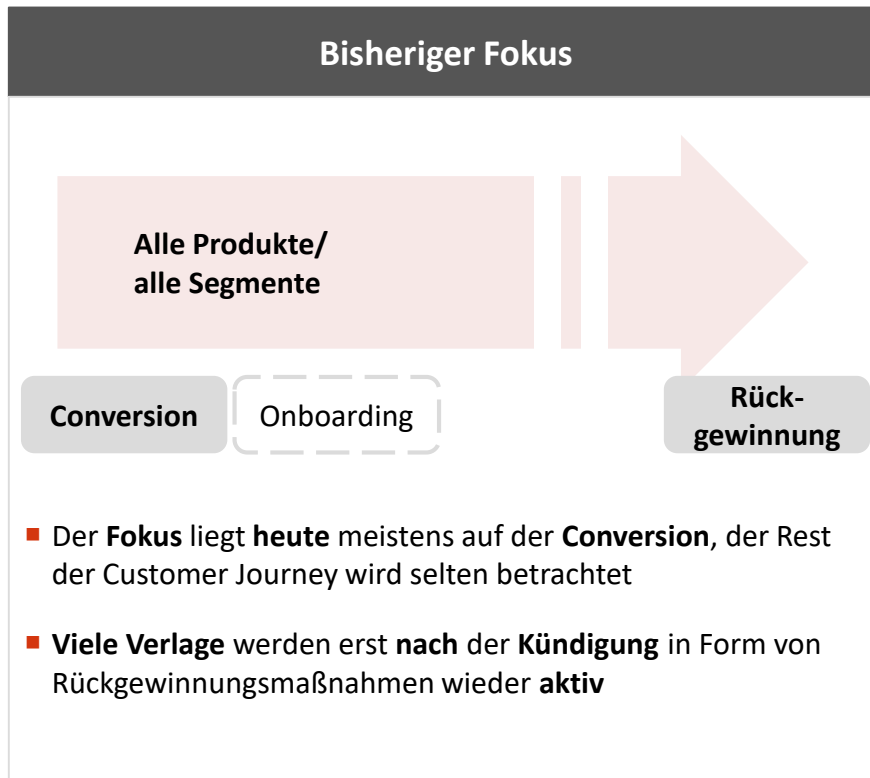 Bisheriger Fokus
Alle Produkte/
alle Segmente
Conversion
Onboarding
Rück-
gewinnung
Der Fokus liegt heute meistens auf der Conversion, der Rest
der Customer Journey wird selten betrachtet
Viele Verlage werden erst nach der Kündigung in Form von
Rückgewinnungsmaßnahmen wieder aktiv